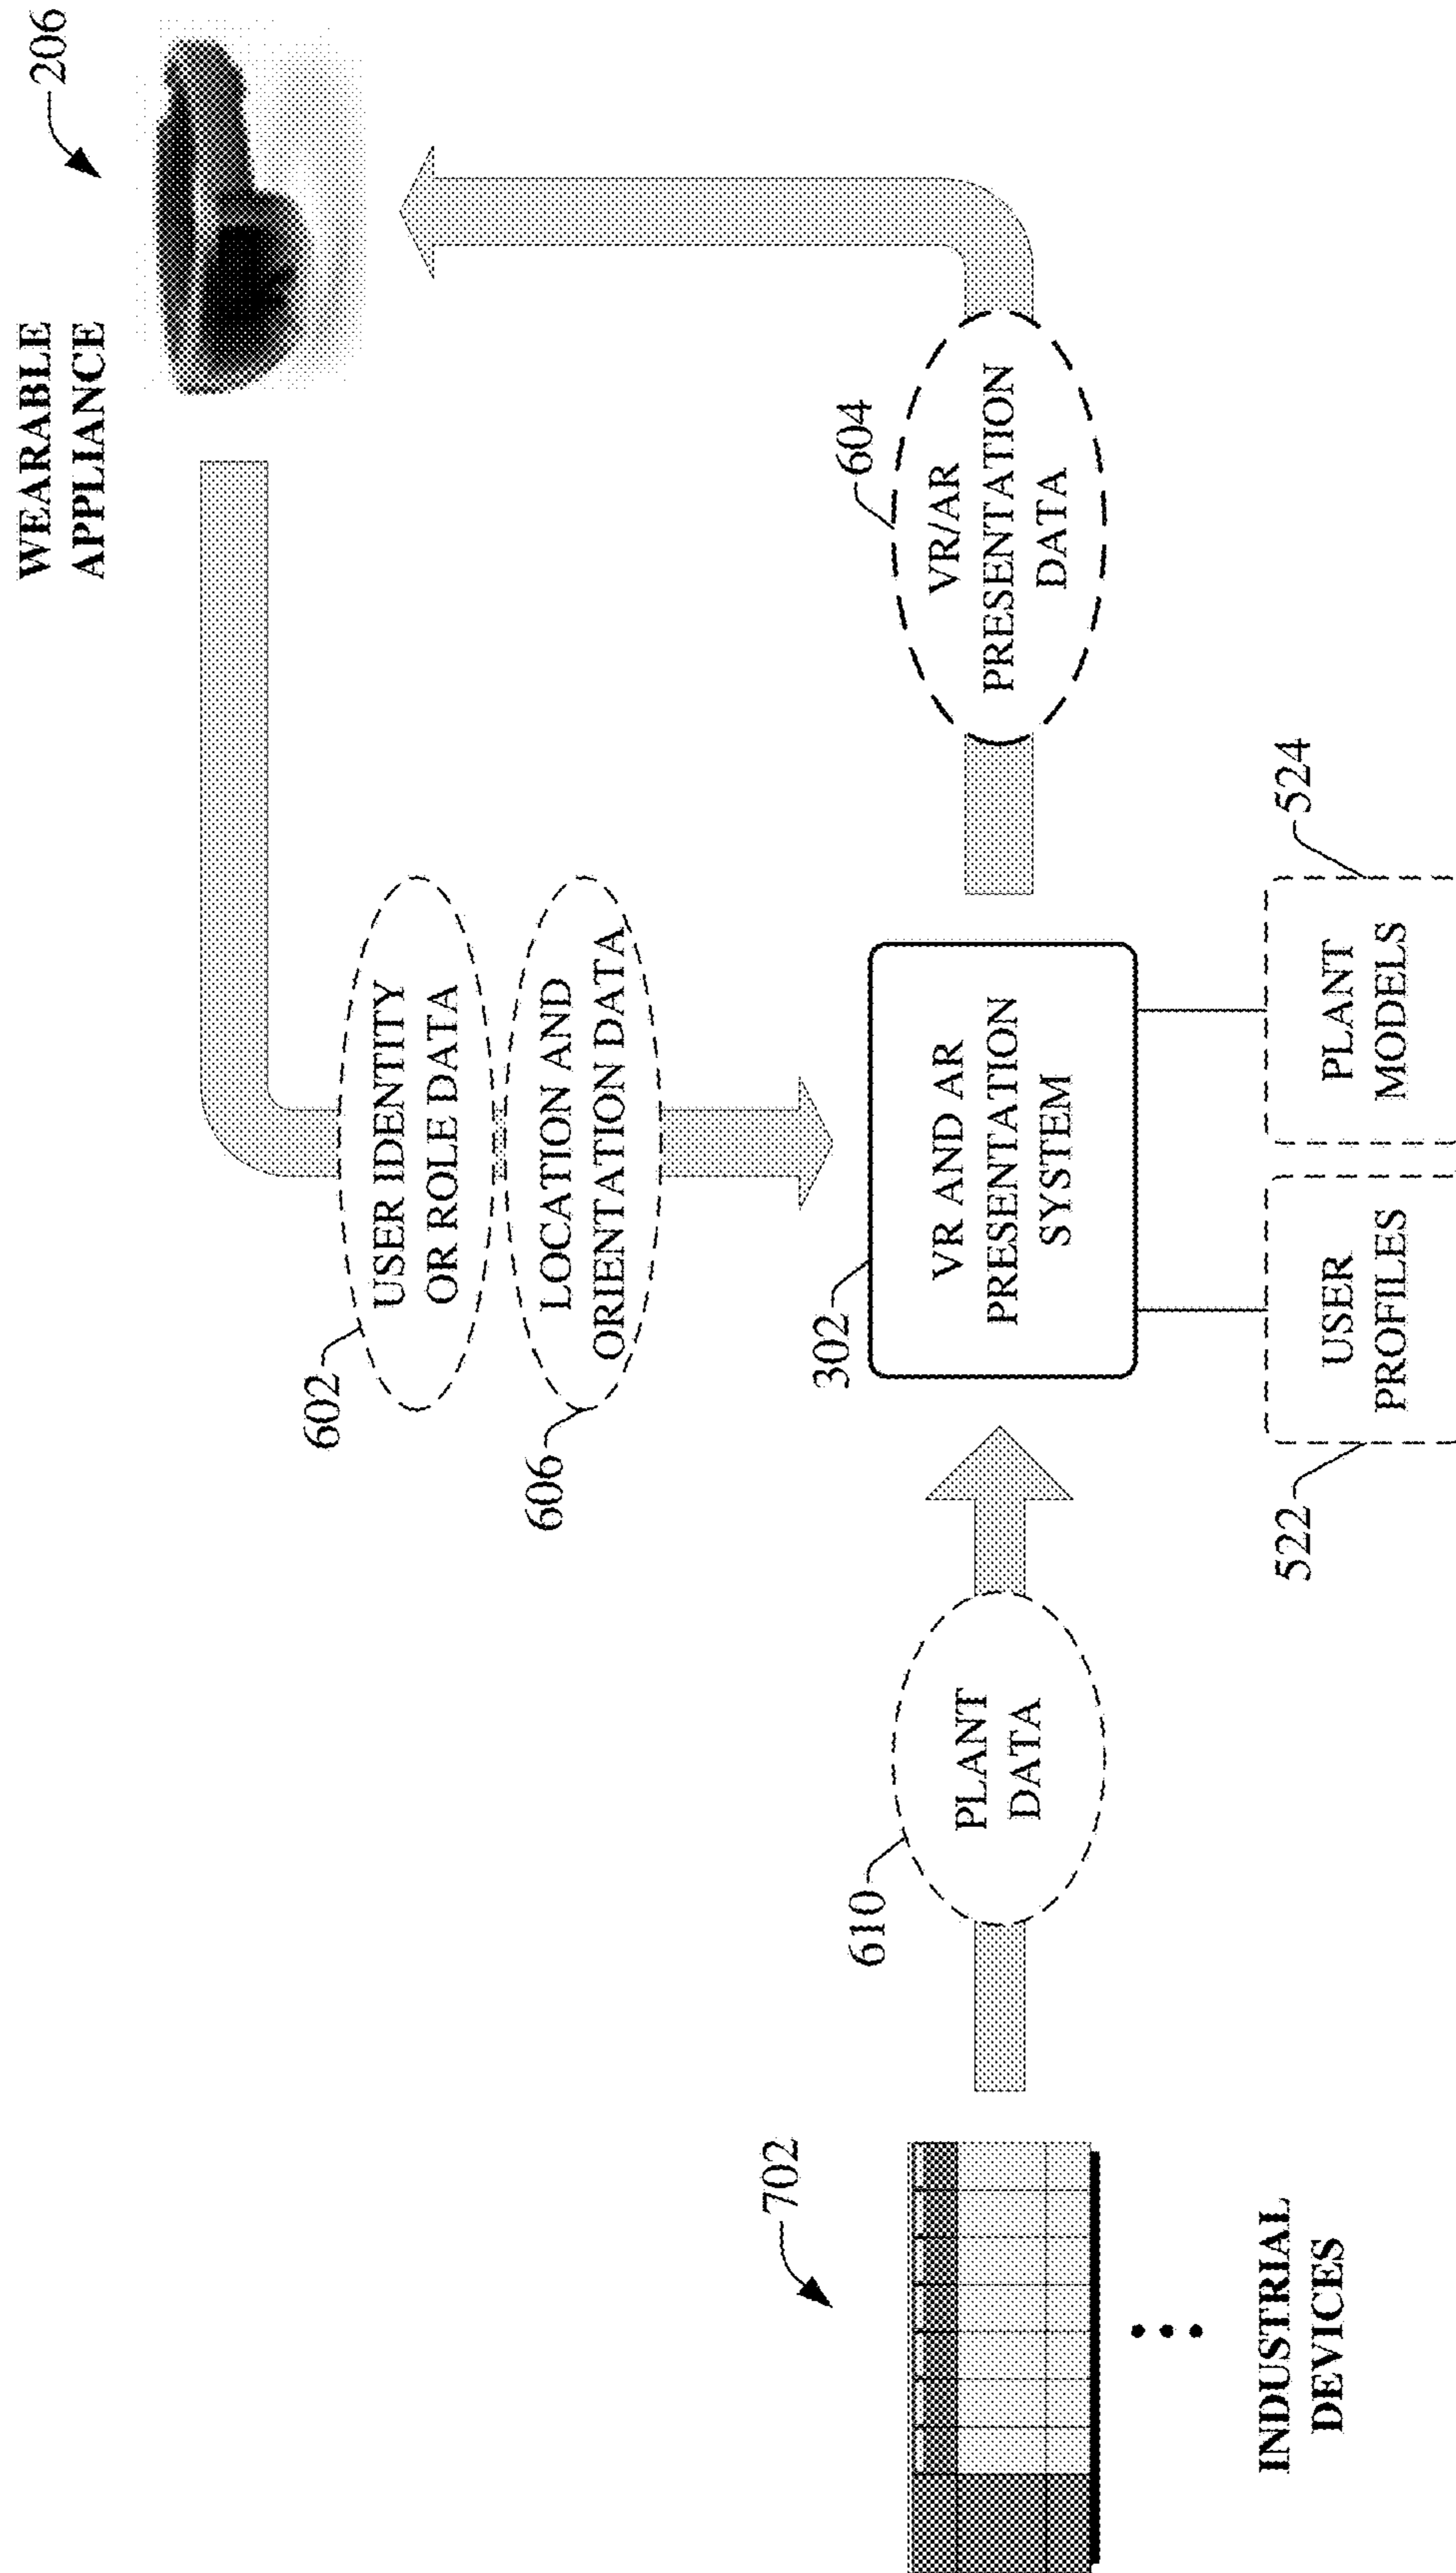 206
WEARABLE
APPLIANCE
602
USER IDENTITY
OR ROLE DATA
606
LOCATION AND
ORIENTATION DATA
604
VR/AR
PRESENTATION
DATA
302
VR AND AR
PRESENTATION
SYSTEM
610
PLANT
DATA
702
INDUSTRIAL
DEVICES
522
USER
PROFILES
524
PLANT
MODELS